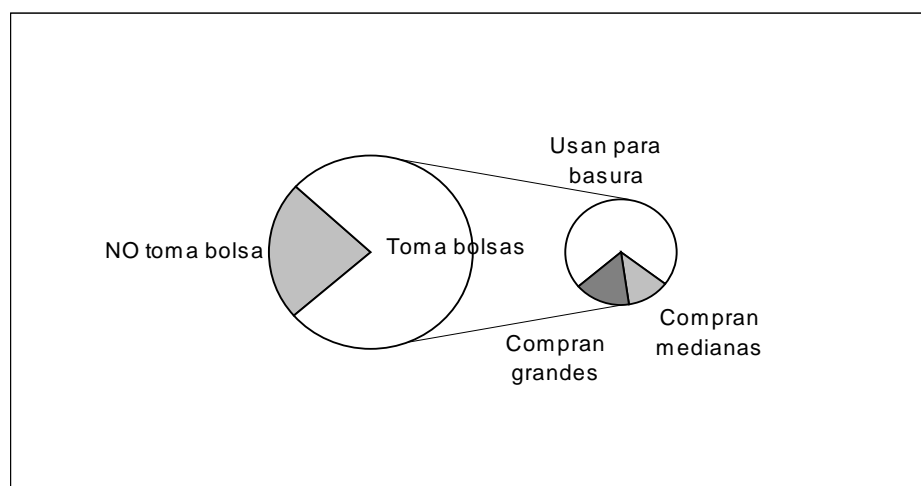 Usan para
basura
NO toma bolsa
Toma bolsas
Compran
grandes
Compran
medianas